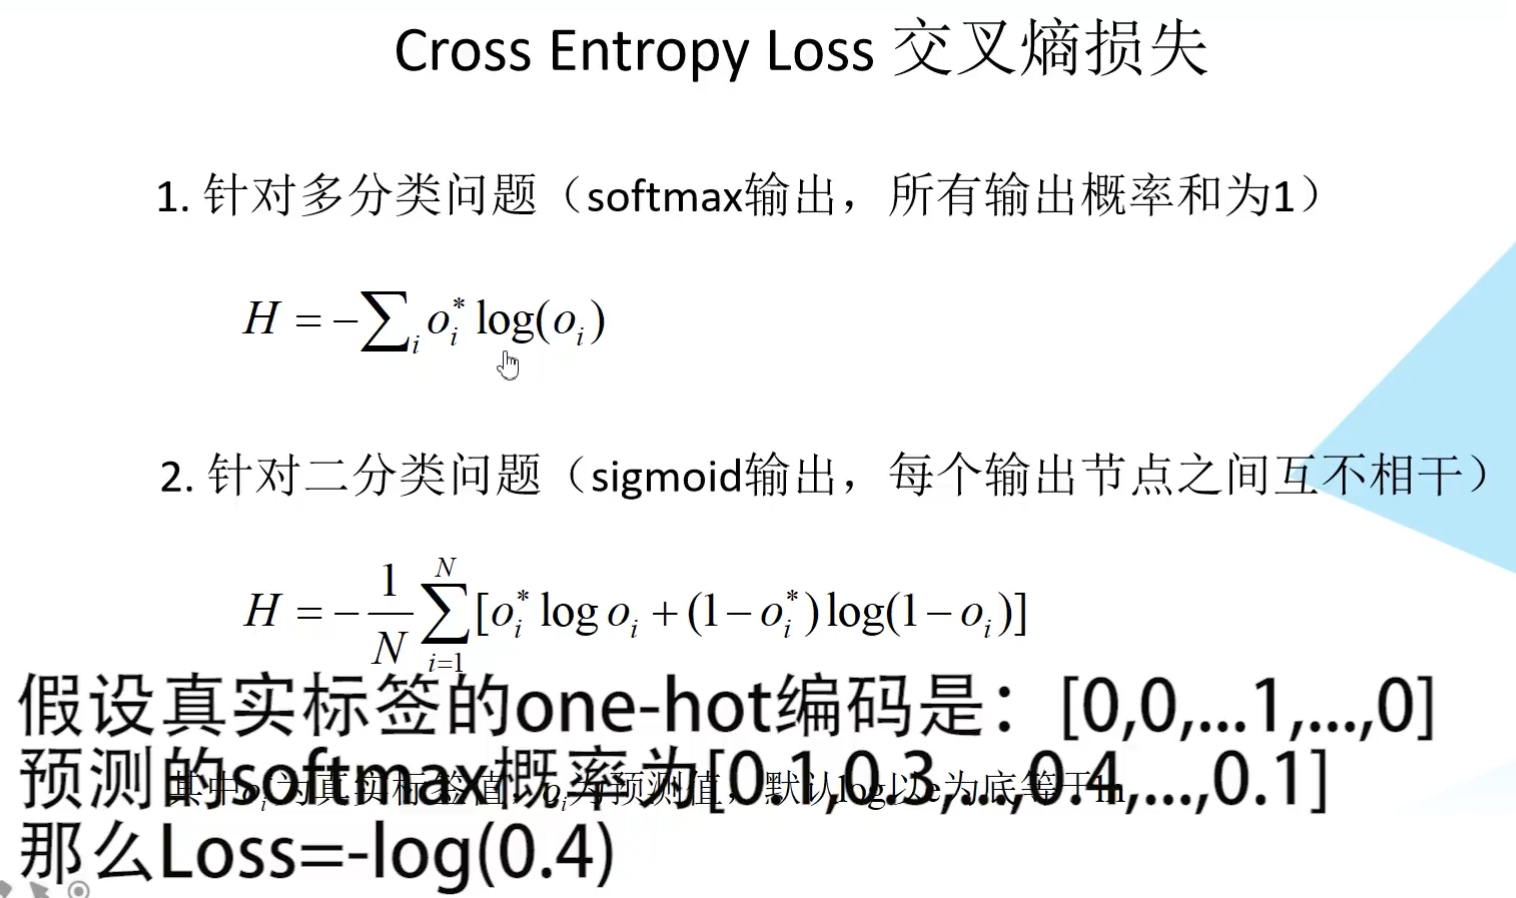 Cross Entropy Loss 交叉熵损失
1. 针对多分类问题（softmax输出，所有输出概率和为1）
H = -∑_i o_i^* log(o_i)
2. 针对二分类问题（sigmoid输出，每个输出节点之间互不相干）
H = -\frac{1}{N} ∑_{i=1}^{N} [o_i^* log o_i + (1 - o_i^*) log(1 - o_i)]
假设真实标签的one-hot编码是：[0,0,...1,...,0]
预测的softmax概率为[0.1,0.3,...,0.4,...,0.1]
其中o_i^*为真实标签值，o_i为预测值，默认log以e为底等于ln
那么Loss=-log(0.4)